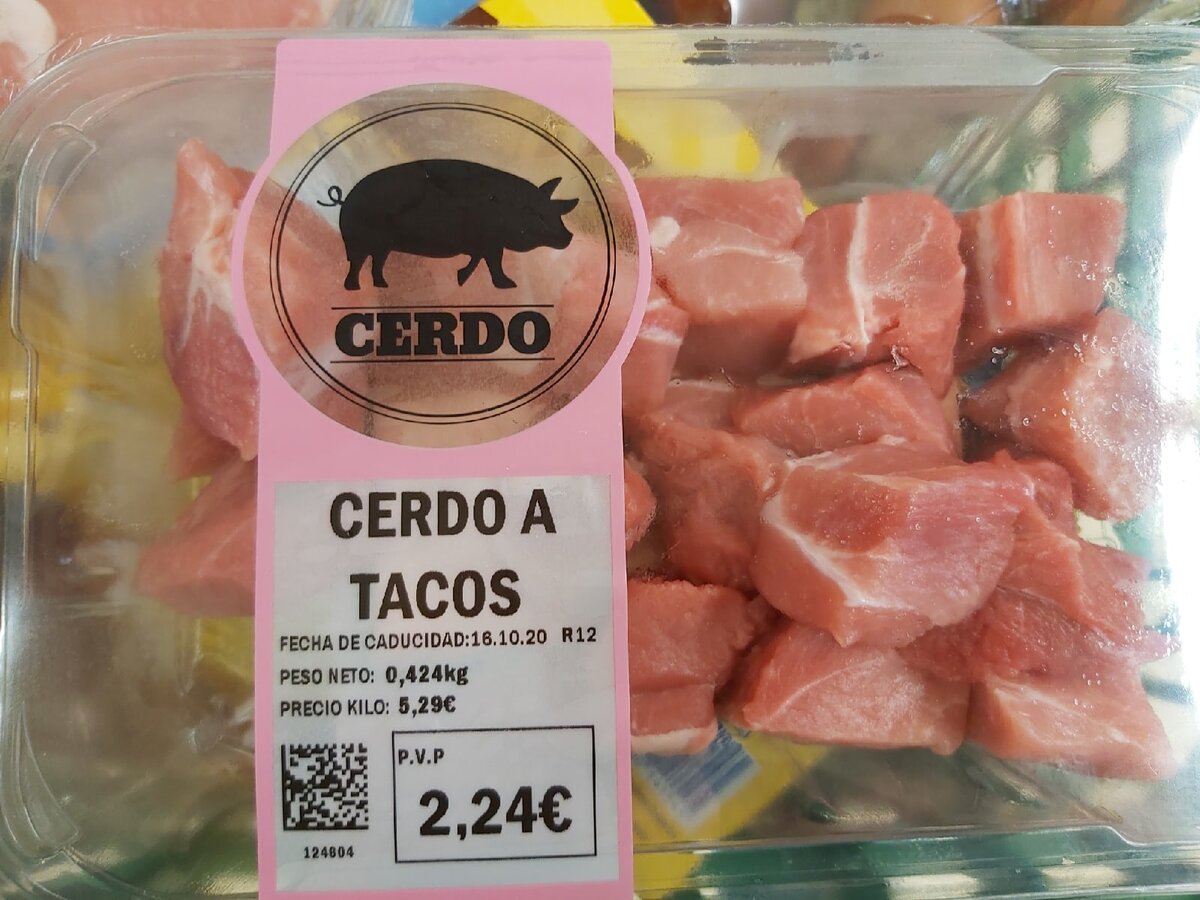 CERDO
CERDO A
TACOS
FECHA DE CADUCIDAD:16.10.20 R12
PESO NETO: 0,424kg
PRECIO KILO: 5,29€
P.V.P
2,24€
124804